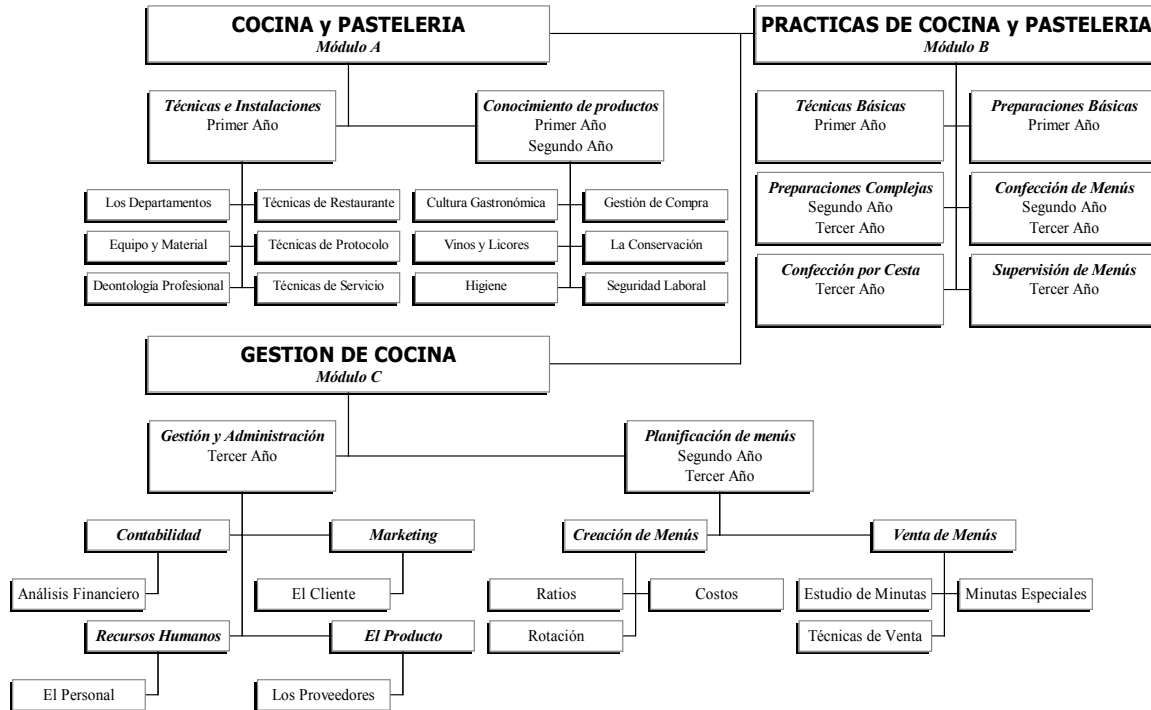 COCINA y PASTELERIA
Módulo A
PRACTICAS DE COCINA y PASTELERIA
Módulo B
Técnicas e Instalaciones
Primer Año
Conocimiento de productos
Primer Año
Segundo Año
Técnicas Básicas
Primer Año
Preparaciones Básicas
Primer Año
Los Departamentos
Técnicas de Restaurante
Cultura Gastronómica
Gestión de Compra
Equipo y Material
Técnicas de Protocolo
Vinos y Licores
La Conservación
Deontología Profesional
Técnicas de Servicio
Higiene
Seguridad Laboral
Preparaciones Complejas
Segundo Año
Tercer Año
Confección de Menús
Segundo Año
Tercer Año
Confección por Cesta
Tercer Año
Supervisión de Menús
Tercer Año
GESTION DE COCINA
Módulo C
Gestión y Administración
Tercer Año
Planificación de menús
Segundo Año
Tercer Año
Contabilidad
Marketing
Creación de Menús
Venta de Menús
Análisis Financiero
El Cliente
Ratios
Costos
Estudio de Minutas
Minutas Especiales
Recursos Humanos
El Producto
Rotación
Técnicas de Venta
El Personal
Los Proveedores